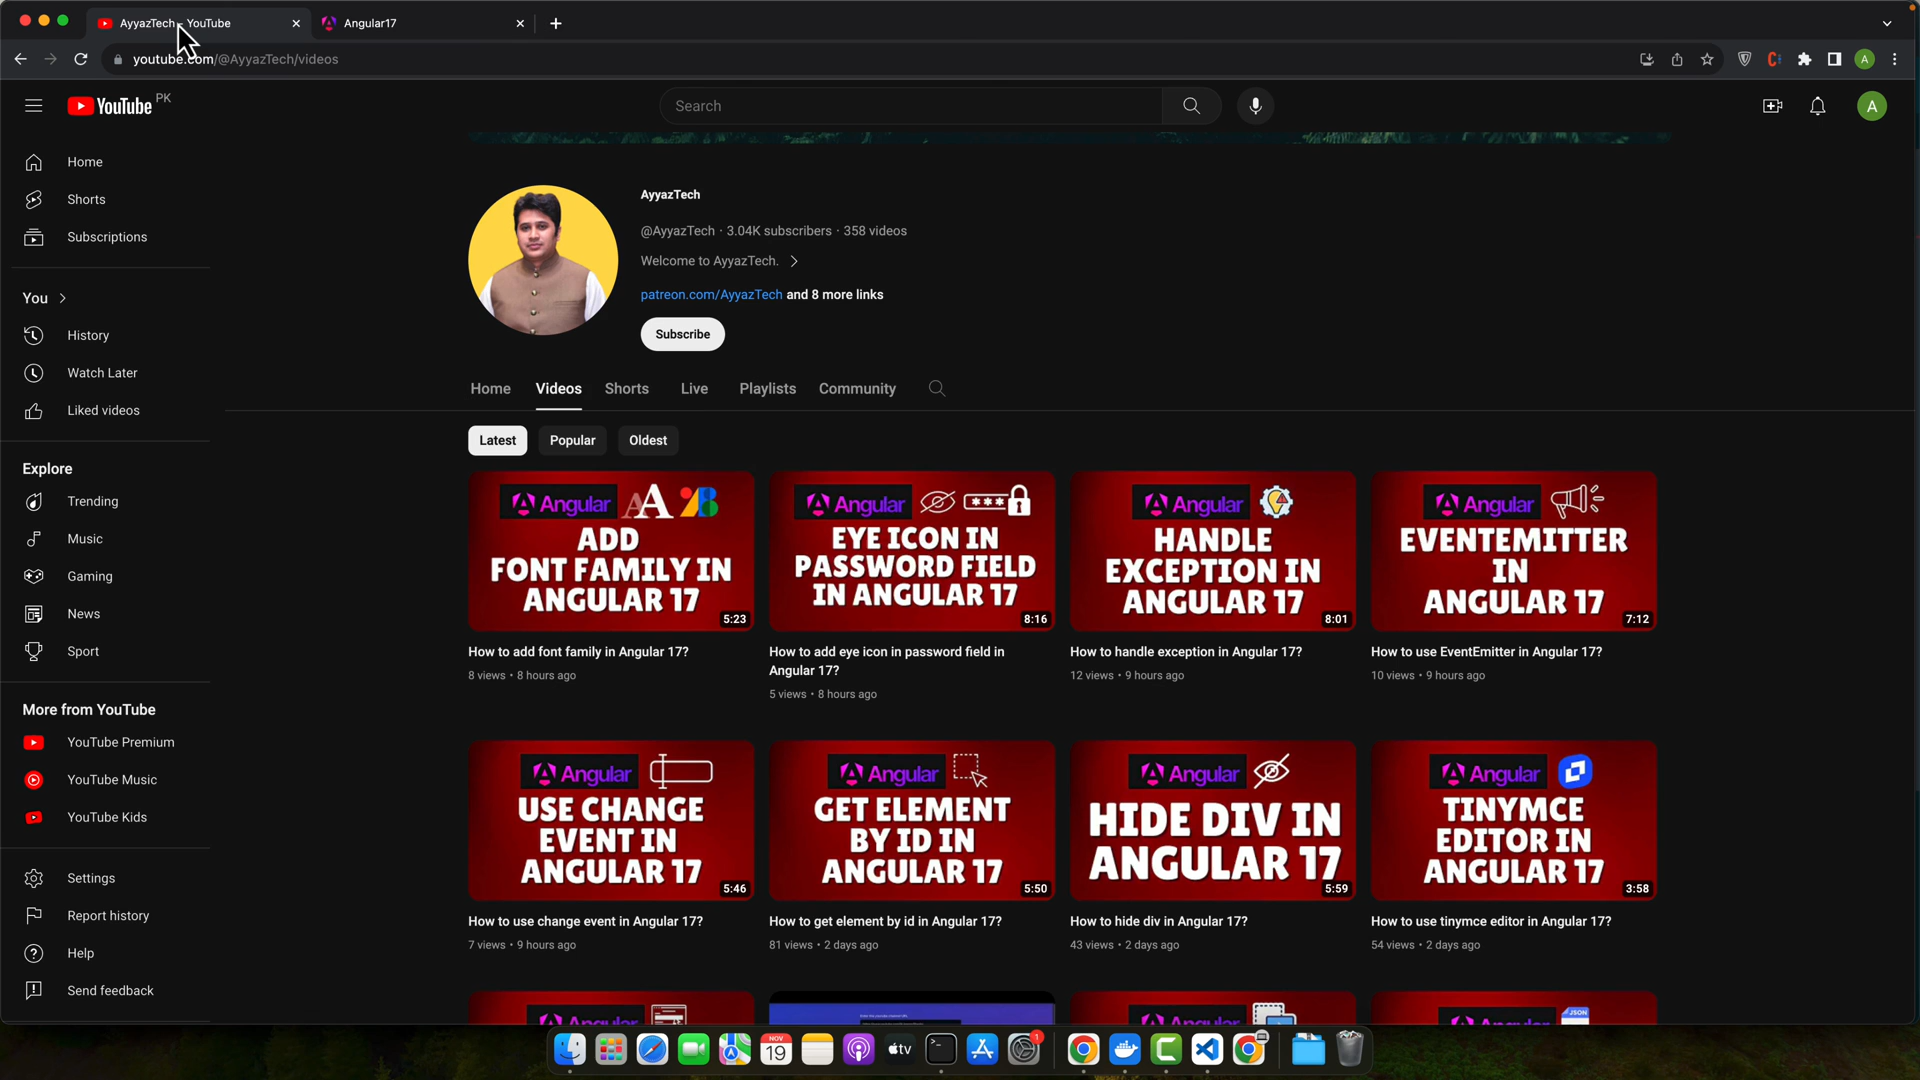 AyyazTech - YouTube
Angular17
youtube.com/@AyyazTech/videos
YouTube PK
Search
A
Home
Shorts
Subscriptions
You
History
Watch Later
Liked videos
Explore
Trending
Music
Gaming
News
Sport
More from YouTube
YouTube Premium
YouTube Music
YouTube Kids
Settings
Report history
Help
Send feedback
AyyazTech
@AyyazTech · 3.04K subscribers · 358 videos
Welcome to AyyazTech.
patreon.com/AyyazTech and 8 more links
Subscribe
Home Videos Shorts Live Playlists Community
Latest Popular Oldest
Angular
ADD
FONT FAMILY IN
ANGULAR 17
5:23
How to add font family in Angular 17?
8 views • 8 hours ago
Angular
EYE ICON IN
PASSWORD FIELD
IN ANGULAR 17
8:16
How to add eye icon in password field in
Angular 17?
5 views • 8 hours ago
Angular
HANDLE
EXCEPTION IN
ANGULAR 17
8:01
How to handle exception in Angular 17?
12 views • 9 hours ago
Angular
EVENTEMITTER
IN
ANGULAR 17
7:12
How to use EventEmitter in Angular 17?
10 views • 9 hours ago
Angular
USE CHANGE
EVENT IN
ANGULAR 17
5:46
How to use change event in Angular 17?
7 views • 9 hours ago
Angular
GET ELEMENT
BY ID IN
ANGULAR 17
5:50
How to get element by id in Angular 17?
81 views • 2 days ago
Angular
HIDE DIV IN
ANGULAR 17
5:59
How to hide div in Angular 17?
43 views • 2 days ago
Angular
TINYMCE
EDITOR IN
ANGULAR 17
3:58
How to use tinymce editor in Angular 17?
54 views • 2 days ago
Angular
Angular
Angular
JSON
NOV
19
tv
1